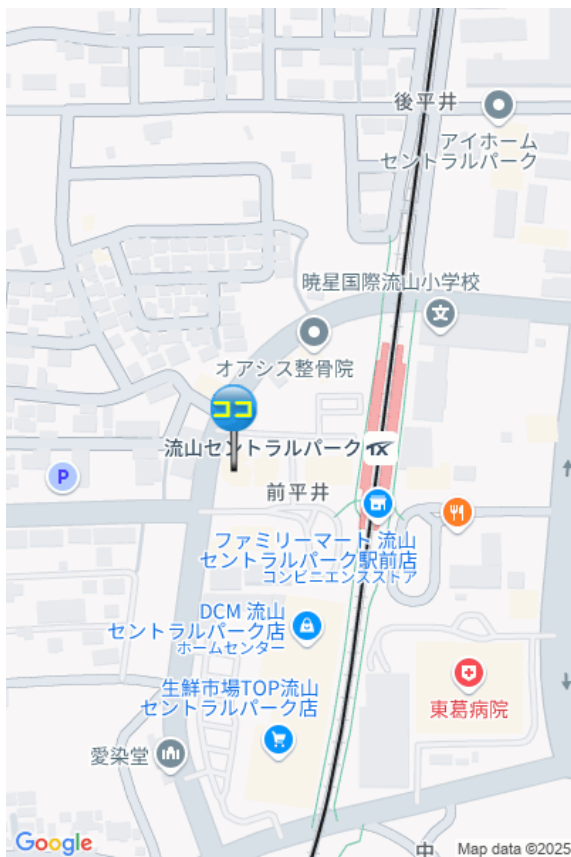 後平井
アイホーム
セントラルパーク
暁星国際流山小学校
文
オアシス整骨院
ココ
流山セントラルパーク
TX
P
前平井
ファミリーマート 流山
セントラルパーク駅前店
コンビニエンスストア
DCM 流山
セントラルパーク店
ホームセンター
生鮮市場TOP流山
セントラルパーク店
東葛病院
愛染堂
Google
中
Map data ©2025